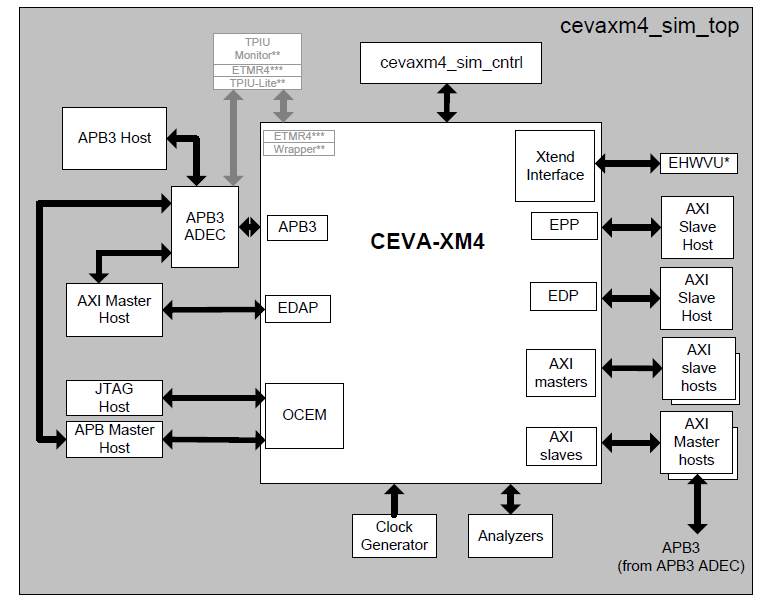 cevaxm4_sim_top
TPIU
Monitor**
ETMR4***
TPIU-Lite**
cevaxm4_sim_cntrl
APB3 Host
ETMR4***
Wrapper**
Xtend
Interface
EHWVU*
APB3
ADEC
APB3
CEVA-XM4
EPP
AXI
Slave
Host
AXI Master
Host
EDAP
EDP
AXI
Slave
Host
AXI
masters
AXI
slave
hosts
JTAG
Host
OCEM
APB Master
Host
AXI
slaves
AXI
Master
hosts
Clock
Generator
Analyzers
APB3
(from APB3 ADEC)